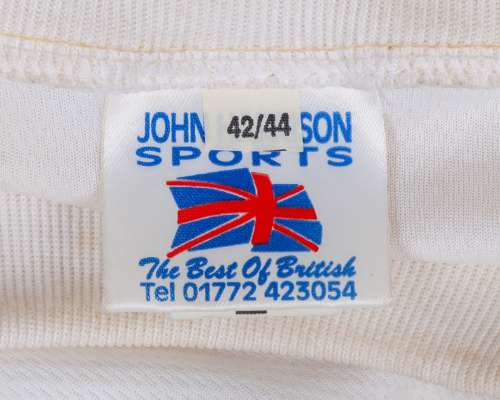 JOHN SON
42/44
SPORTS
The Best Of British
Tel 01772 423054